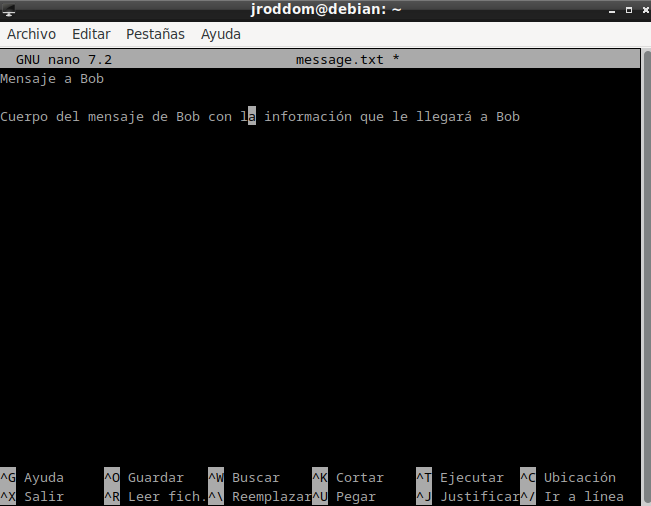 jroddom@debian: ~
Archivo Editar Pestañas Ayuda
GNU nano 7.2 message.txt *
Mensaje a Bob
Cuerpo del mensaje de Bob con la información que le llegará a Bob
^G Ayuda ^O Guardar ^W Buscar ^K Cortar ^T Ejecutar ^C Ubicación
^X Salir ^R Leer fich. ^\ Reemplazar ^U Pegar ^J Justificar ^/ Ir a línea